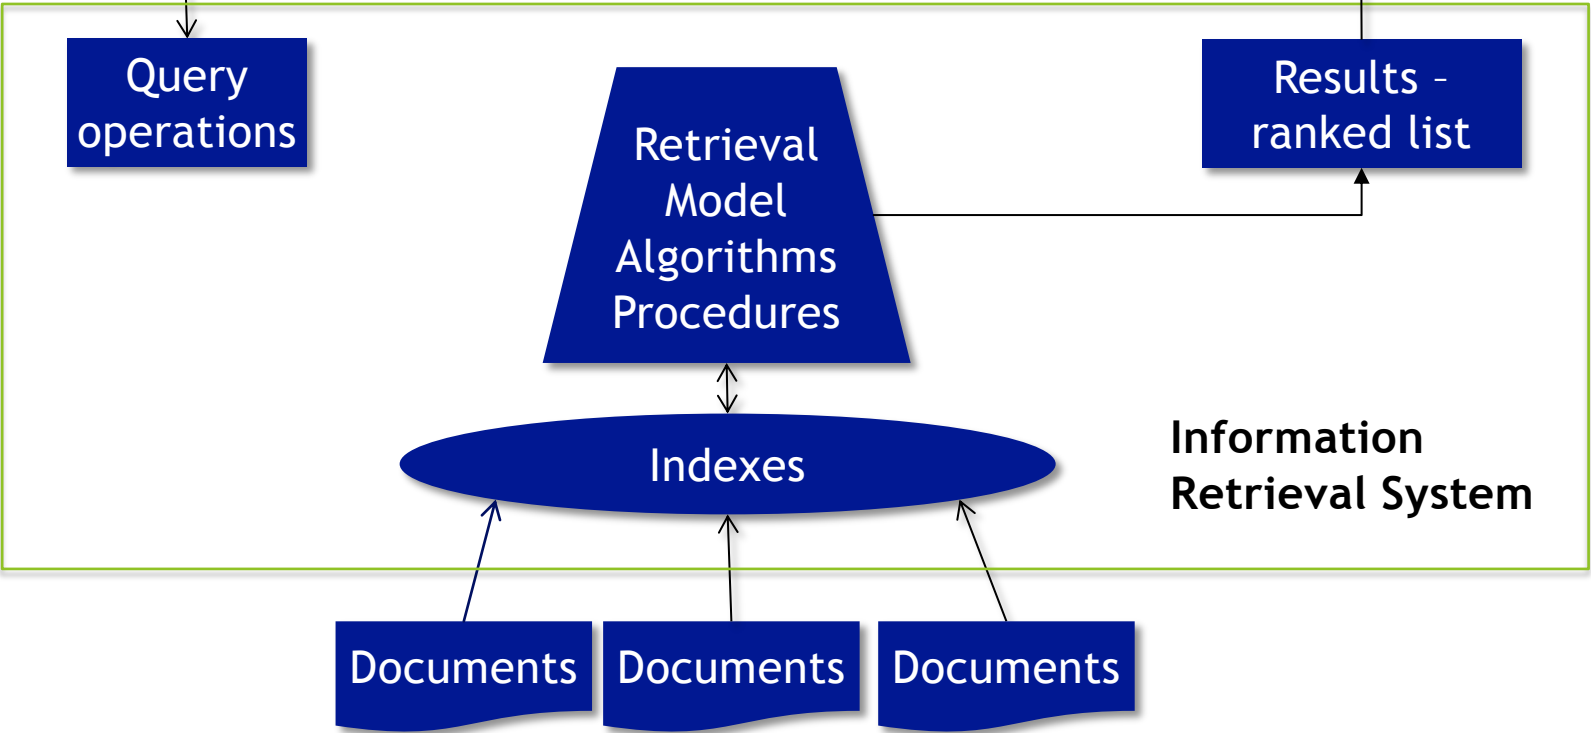 Query
operations
Retrieval
Model
Algorithms
Procedures
Results –
ranked list
Indexes
Information
Retrieval System
Documents
Documents
Documents